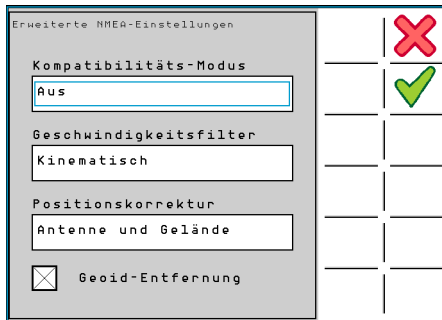 Erweiterte NMEA-Einstellungen
Kompatibilitäts-Modus
Aus
Geschwindigkeitsfilter
Kinematisch
Positionskorrektur
Antenne und Gelände
Geoid-Entfernung